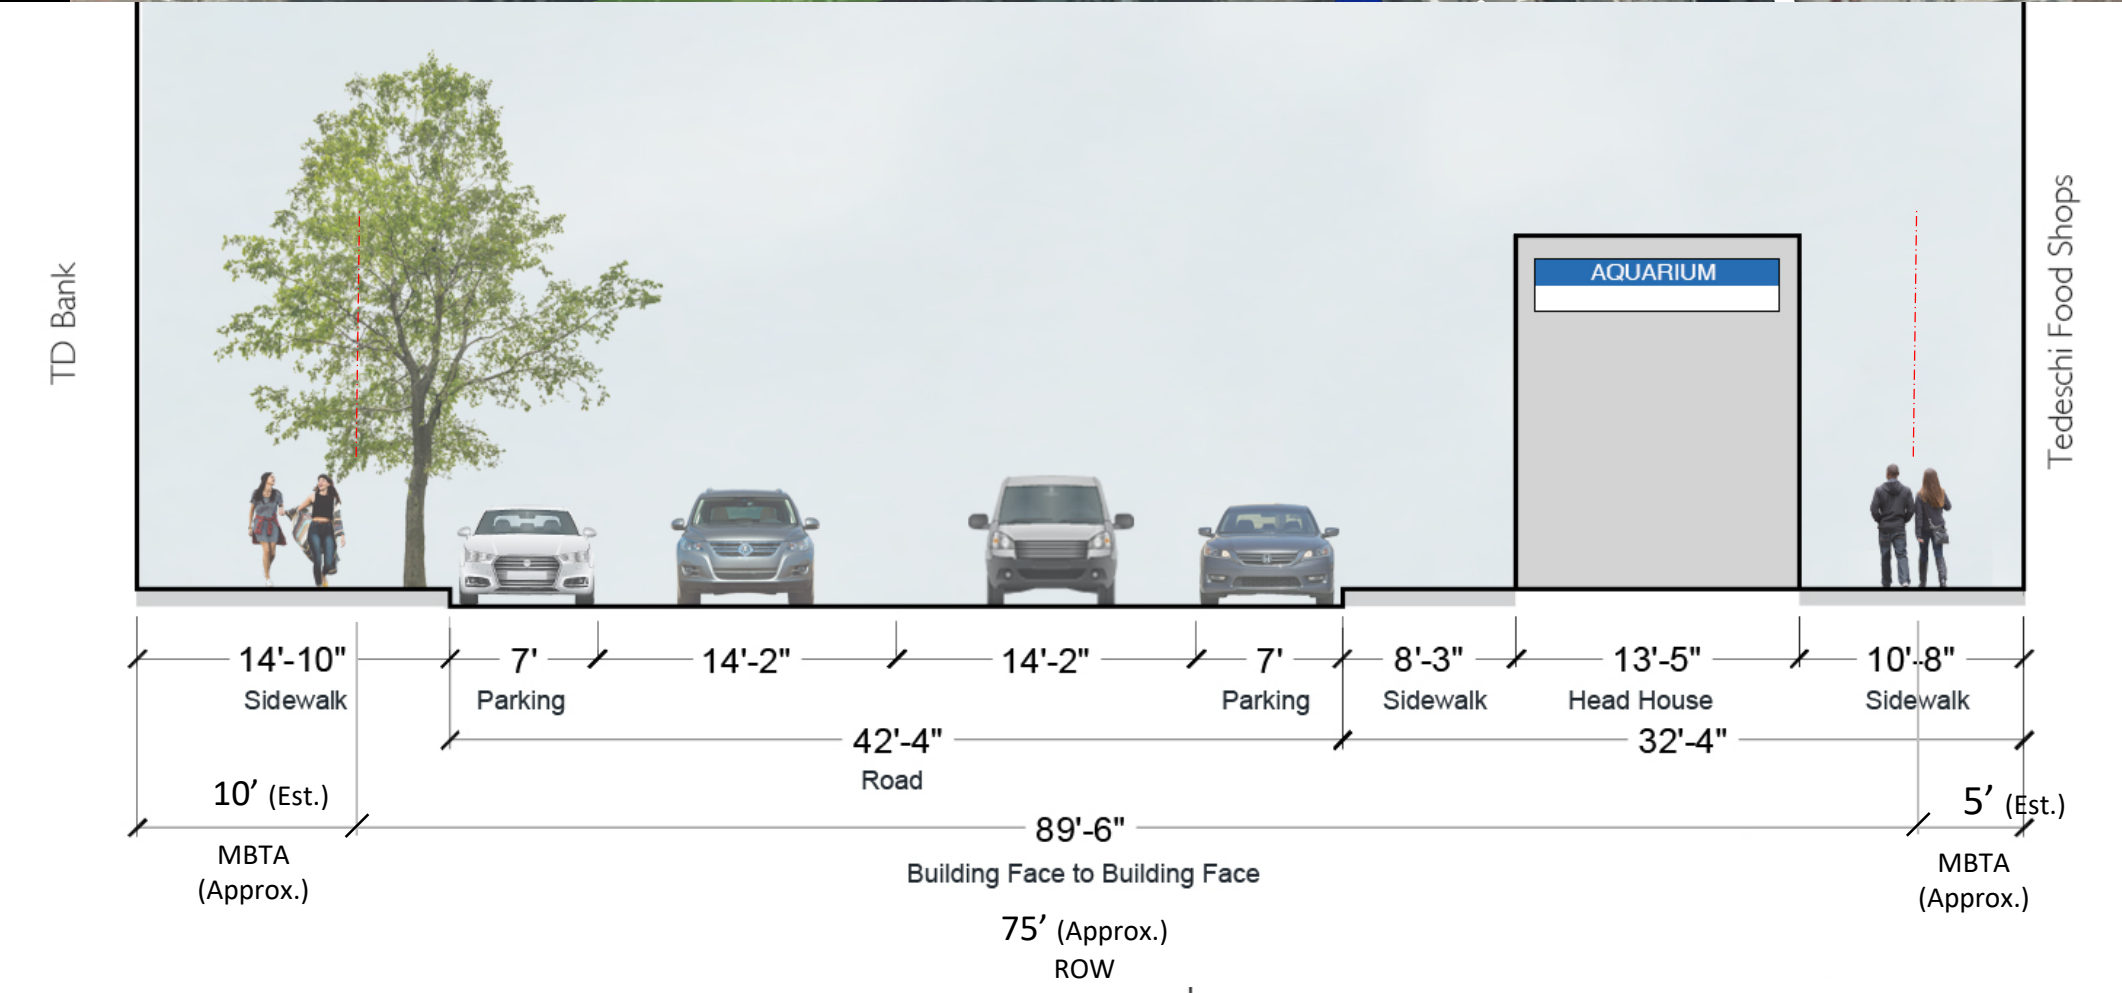 TD Bank
Tedeschi Food Shops
AQUARIUM
14'-10"
7'
14'-2"
14'-2"
7'
8'-3"
13'-5"
10'-8"
Sidewalk
Parking
Parking
Sidewalk
Head House
Sidewalk
42'-4"
32'-4"
Road
10’ (Est.)
5’ (Est.)
89'-6"
MBTA
(Approx.)
Building Face to Building Face
MBTA
(Approx.)
75’ (Approx.)
ROW